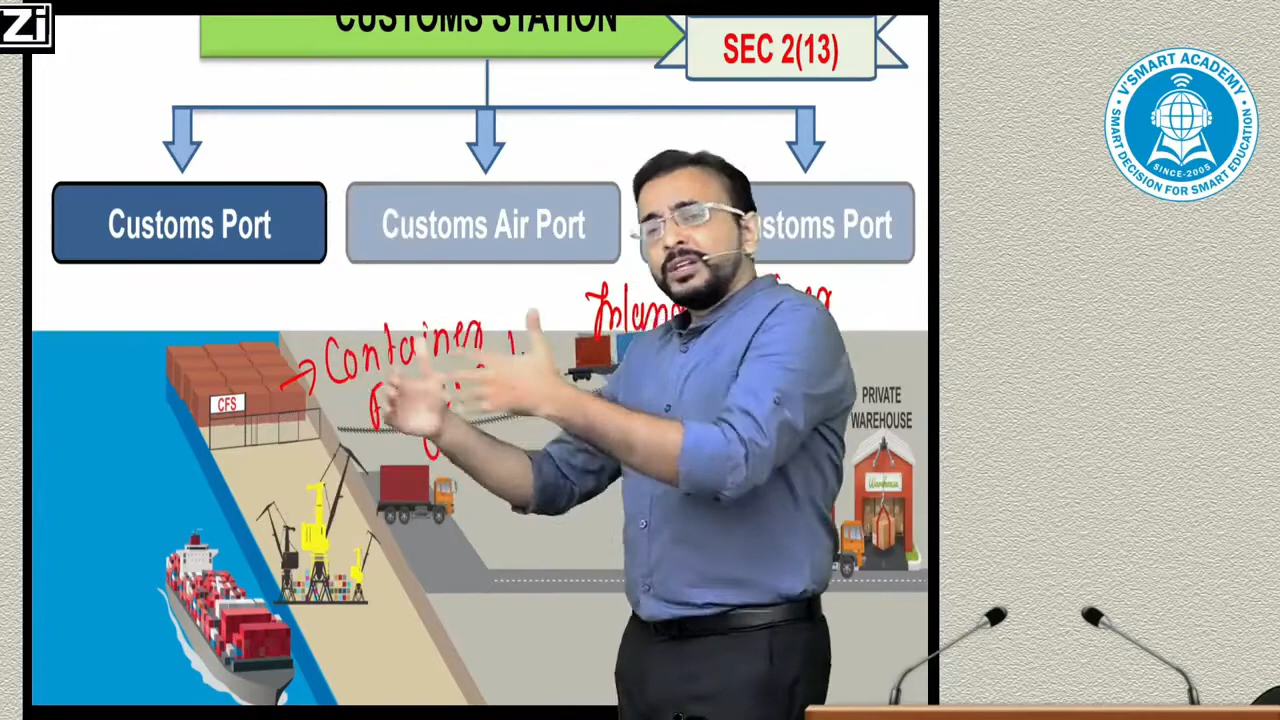 Zi
CUSTOMS STATION
SEC 2(13)
V'SMART ACADEMY
SMART DECISION FOR SMART EDUCATION
SINCE-2005
Customs Port
Customs Air Port
Port
Container
CFS
PRIVATE
WAREHOUSE
Warehouse